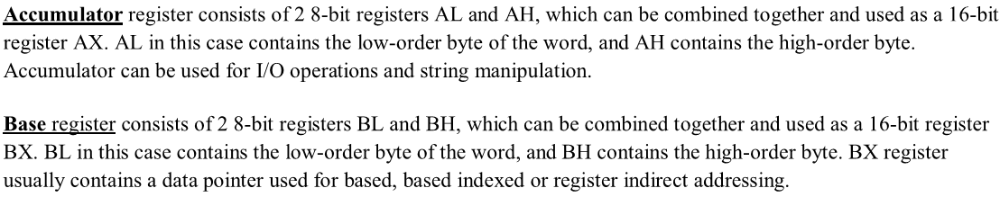 Accumulator register consists of 2 8-bit registers AL and AH, which can be combined together and used as a 16-bit
register AX. AL in this case contains the low-order byte of the word, and AH contains the high-order byte.
Accumulator can be used for I/O operations and string manipulation.
Base register consists of 2 8-bit registers BL and BH, which can be combined together and used as a 16-bit register
BX. BL in this case contains the low-order byte of the word, and BH contains the high-order byte. BX register
usually contains a data pointer used for based, based indexed or register indirect addressing.